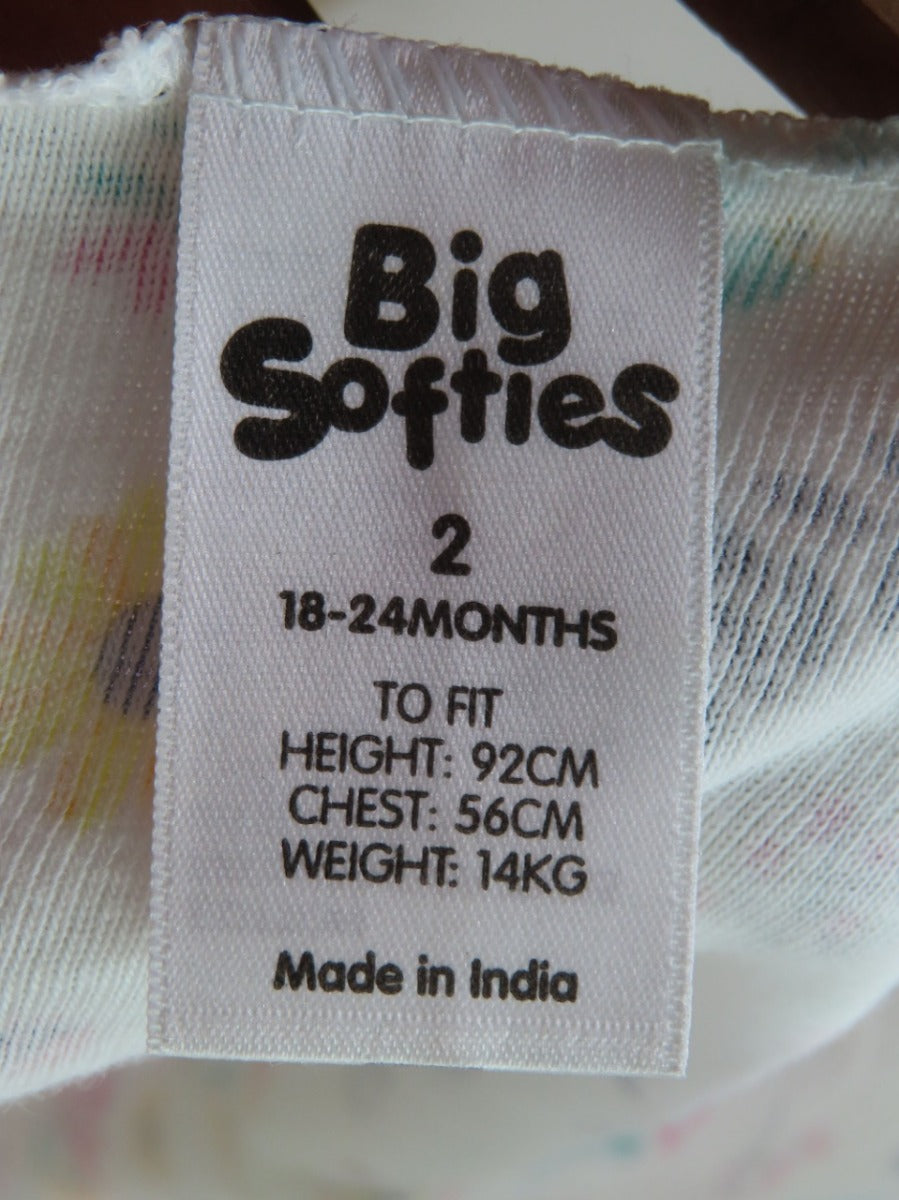 Big
Softies
2
18-24MONTHS
TO FIT
HEIGHT: 92CM
CHEST: 56CM
WEIGHT: 14KG
Made in India